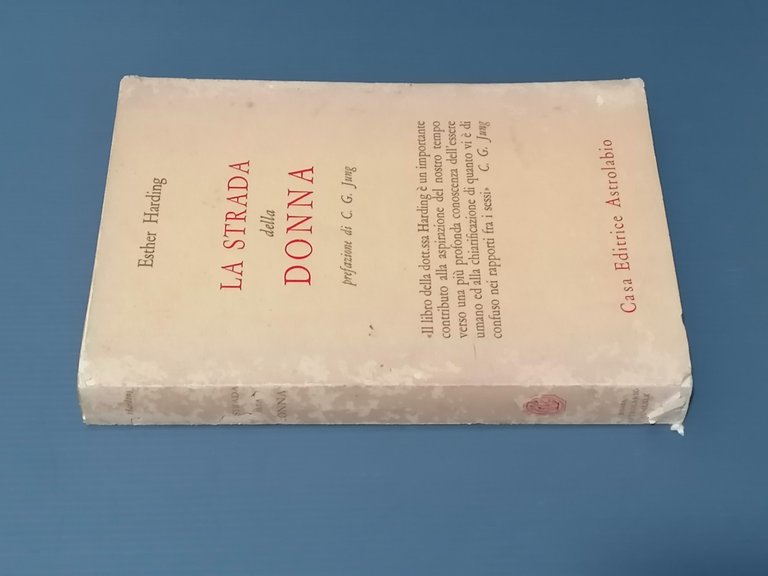 Esther Harding
LA STRADA
della
DONNA
prefazione di C. G. Jung
«Il libro della dott.ssa Harding è un importante
contributo alla aspirazione del nostro tempo
verso una più profonda conoscenza dell'essere
umano ed alla chiarificazione di quanto vi è di
confuso nei rapporti fra i sessi» C. G. Jung
Casa Editrice Astrolabio
STRADA
DONNA